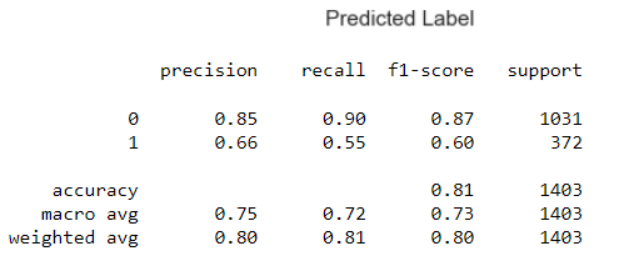 Predicted Label
precision recall f1-score support
0 0.85 0.90 0.87 1031
1 0.66 0.55 0.60 372
accuracy 0.81 1403
macro avg 0.75 0.72 0.73 1403
weighted avg 0.80 0.81 0.80 1403